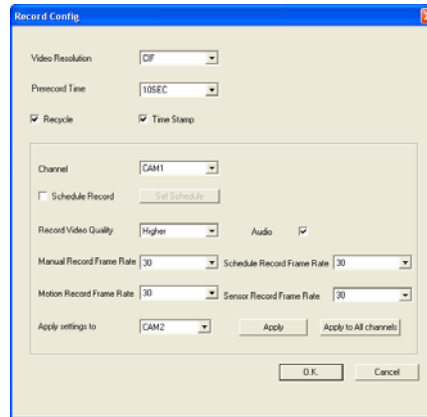 Record Config
Video Resolution CIF
Prerecord Time 10SEC
Recycle Time Stamp
Channel CAM1
Schedule Record Set Schedule
Record Video Quality Higher Audio
Manual Record Frame Rate 30 Schedule Record Frame Rate 30
Motion Record Frame Rate 30 Sensor Record Frame Rate 30
Apply settings to CAM2 Apply Apply to All channels
O.K. Cancel